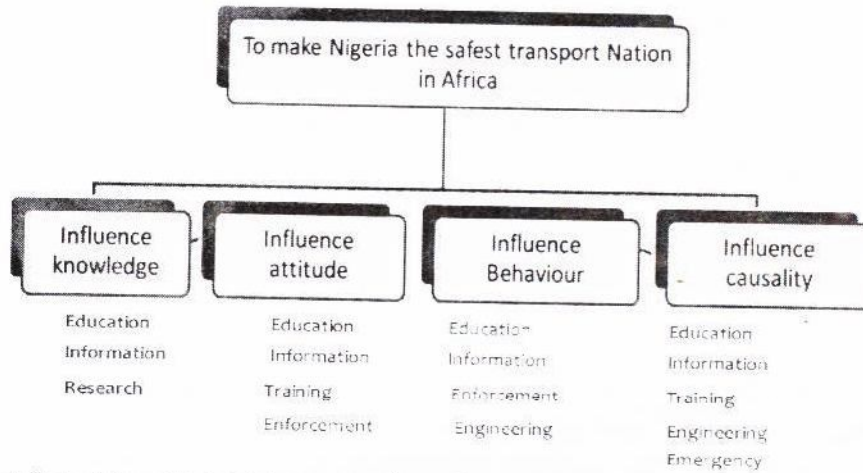 To make Nigeria the safest transport Nation
in Africa
Influence
knowledge
Influence
attitude
Influence
Behaviour
Influence
causality
Education
Information
Research
Education
Information
Training
Enforcement
Education
Information
Enforcement
Engineering
Education
Information
Training
Engineering
Emergency